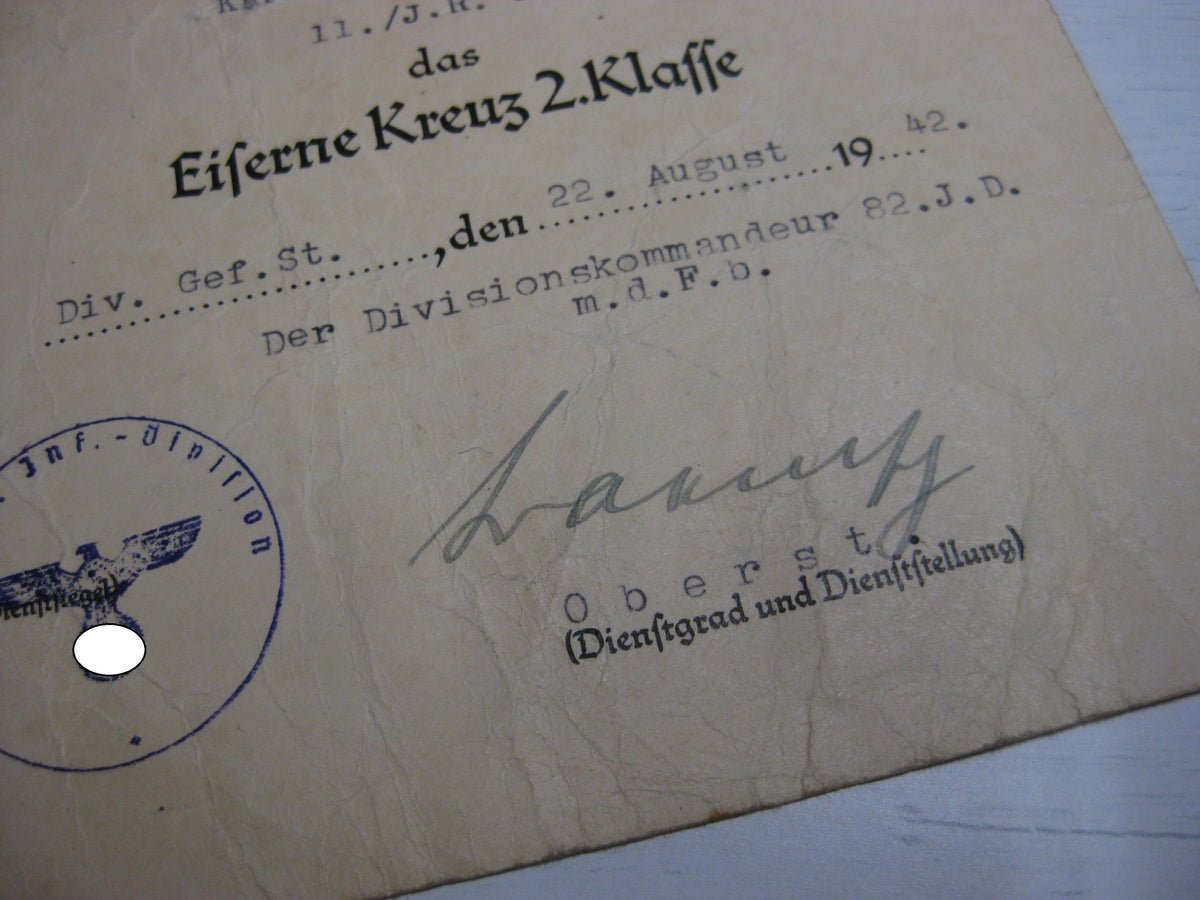 11./J.R.
das
Eiſerne Kreuz 2.Klaſſe
Div. Gef.St. , den 22. August 19 42.
Der Divisionskommandeur 82.J.D.
m.d.F.b.
Inf.-Diviſion
Oberst
(Dienſtgrad und Dienſtſtellung)
Dienſtſiegel)